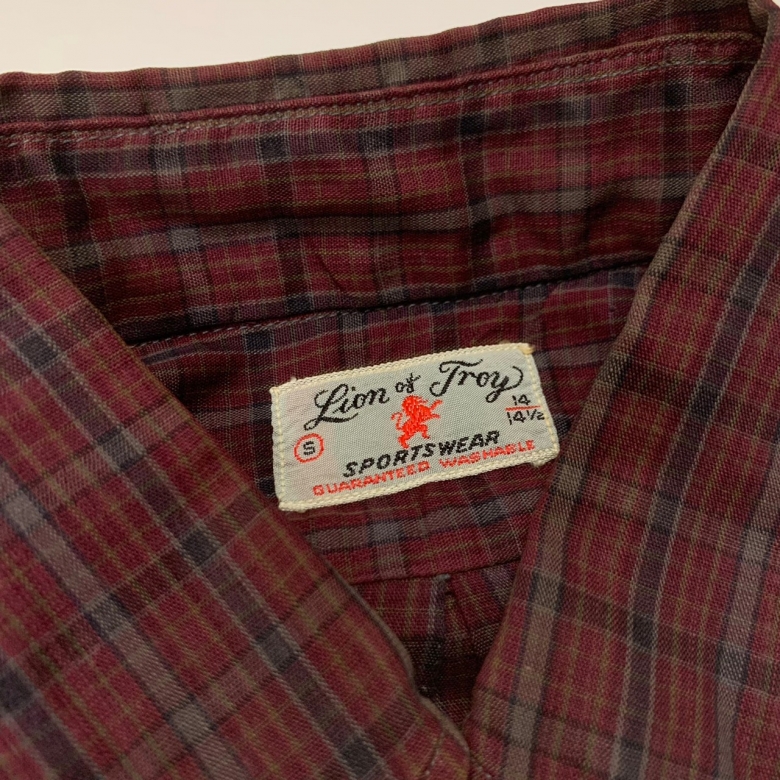 Lion of Troy
S
14
14½
SPORTSWEAR
GUARANTEED WASHABLE